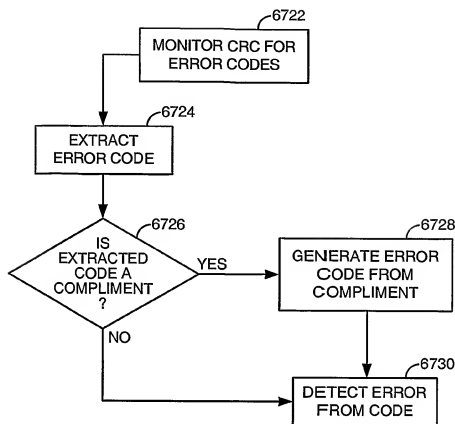 6722
MONITOR CRC FOR
ERROR CODES
6724
EXTRACT
ERROR CODE
6726
IS
EXTRACTED
CODE A
COMPLIMENT
?
YES
6728
GENERATE ERROR
CODE FROM
COMPLIMENT
NO
6730
DETECT ERROR
FROM CODE